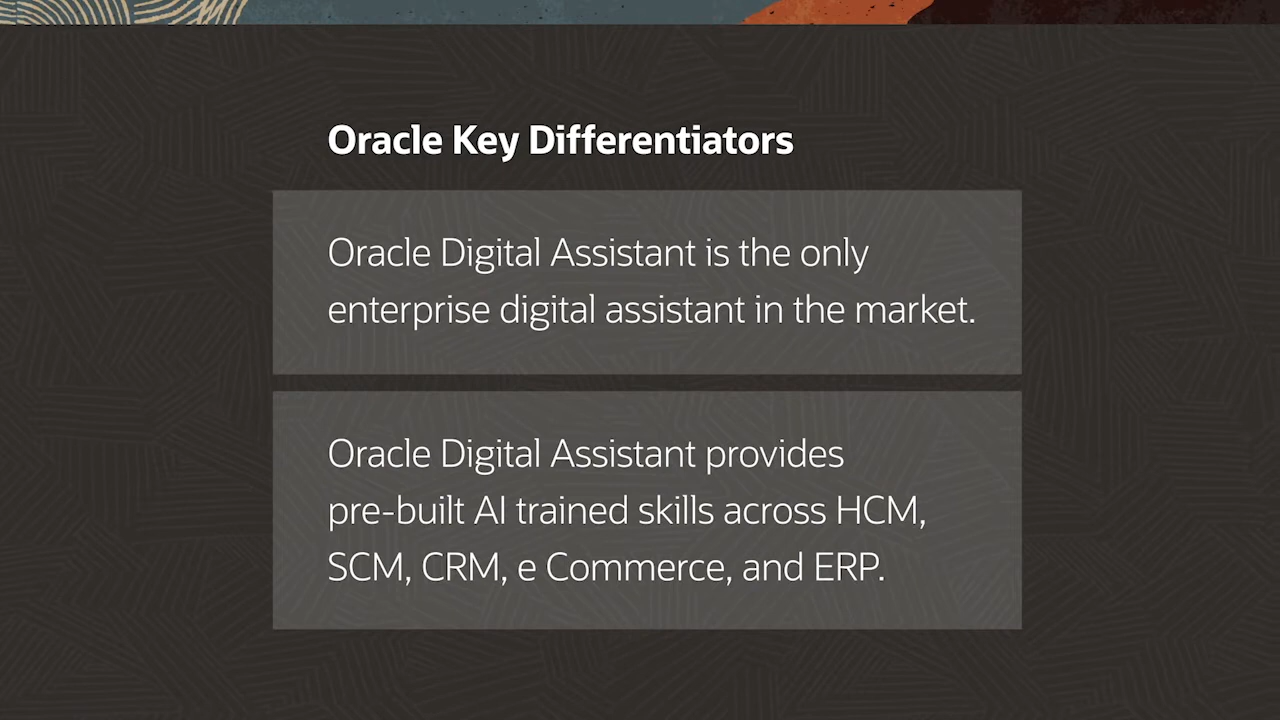 Oracle Key Differentiators
Oracle Digital Assistant is the only
enterprise digital assistant in the market.
Oracle Digital Assistant provides
pre-built AI trained skills across HCM,
SCM, CRM, e Commerce, and ERP.